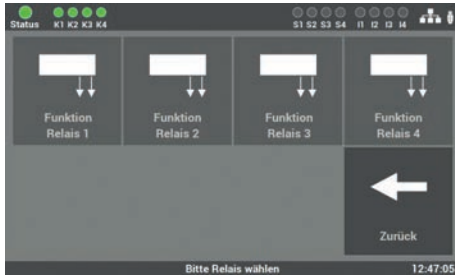 Status K1 K2 K3 K4 S1 S2 S3 S4 I1 I2 I3 I4
Funktion Funktion Funktion Funktion
Relais 1 Relais 2 Relais 3 Relais 4
Zurück
Bitte Relais wählen 12:47:05